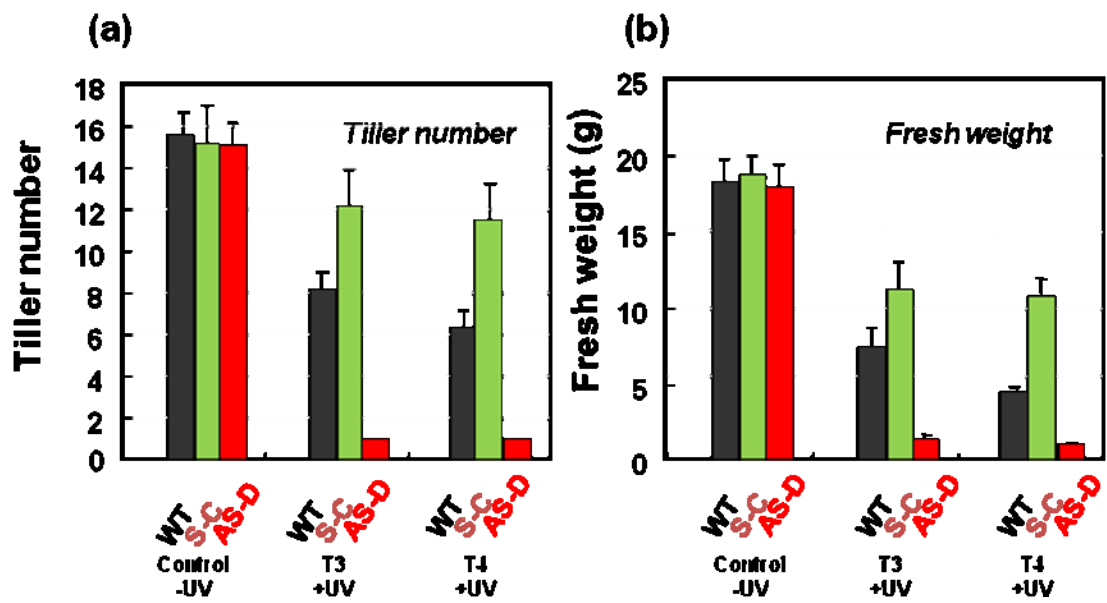 (a)
Tiller number
18
16
14
12
10
8
6
4
2
0
Tiller number
WT S-C AS-D WT S-C AS-D WT S-C AS-D
Control T3 T4
-UV +UV +UV
(b)
Fresh weight (g)
25
20
15
10
5
0
Fresh weight
WT S-C AS-D WT S-C AS-D WT S-C AS-D
Control T3 T4
-UV +UV +UV